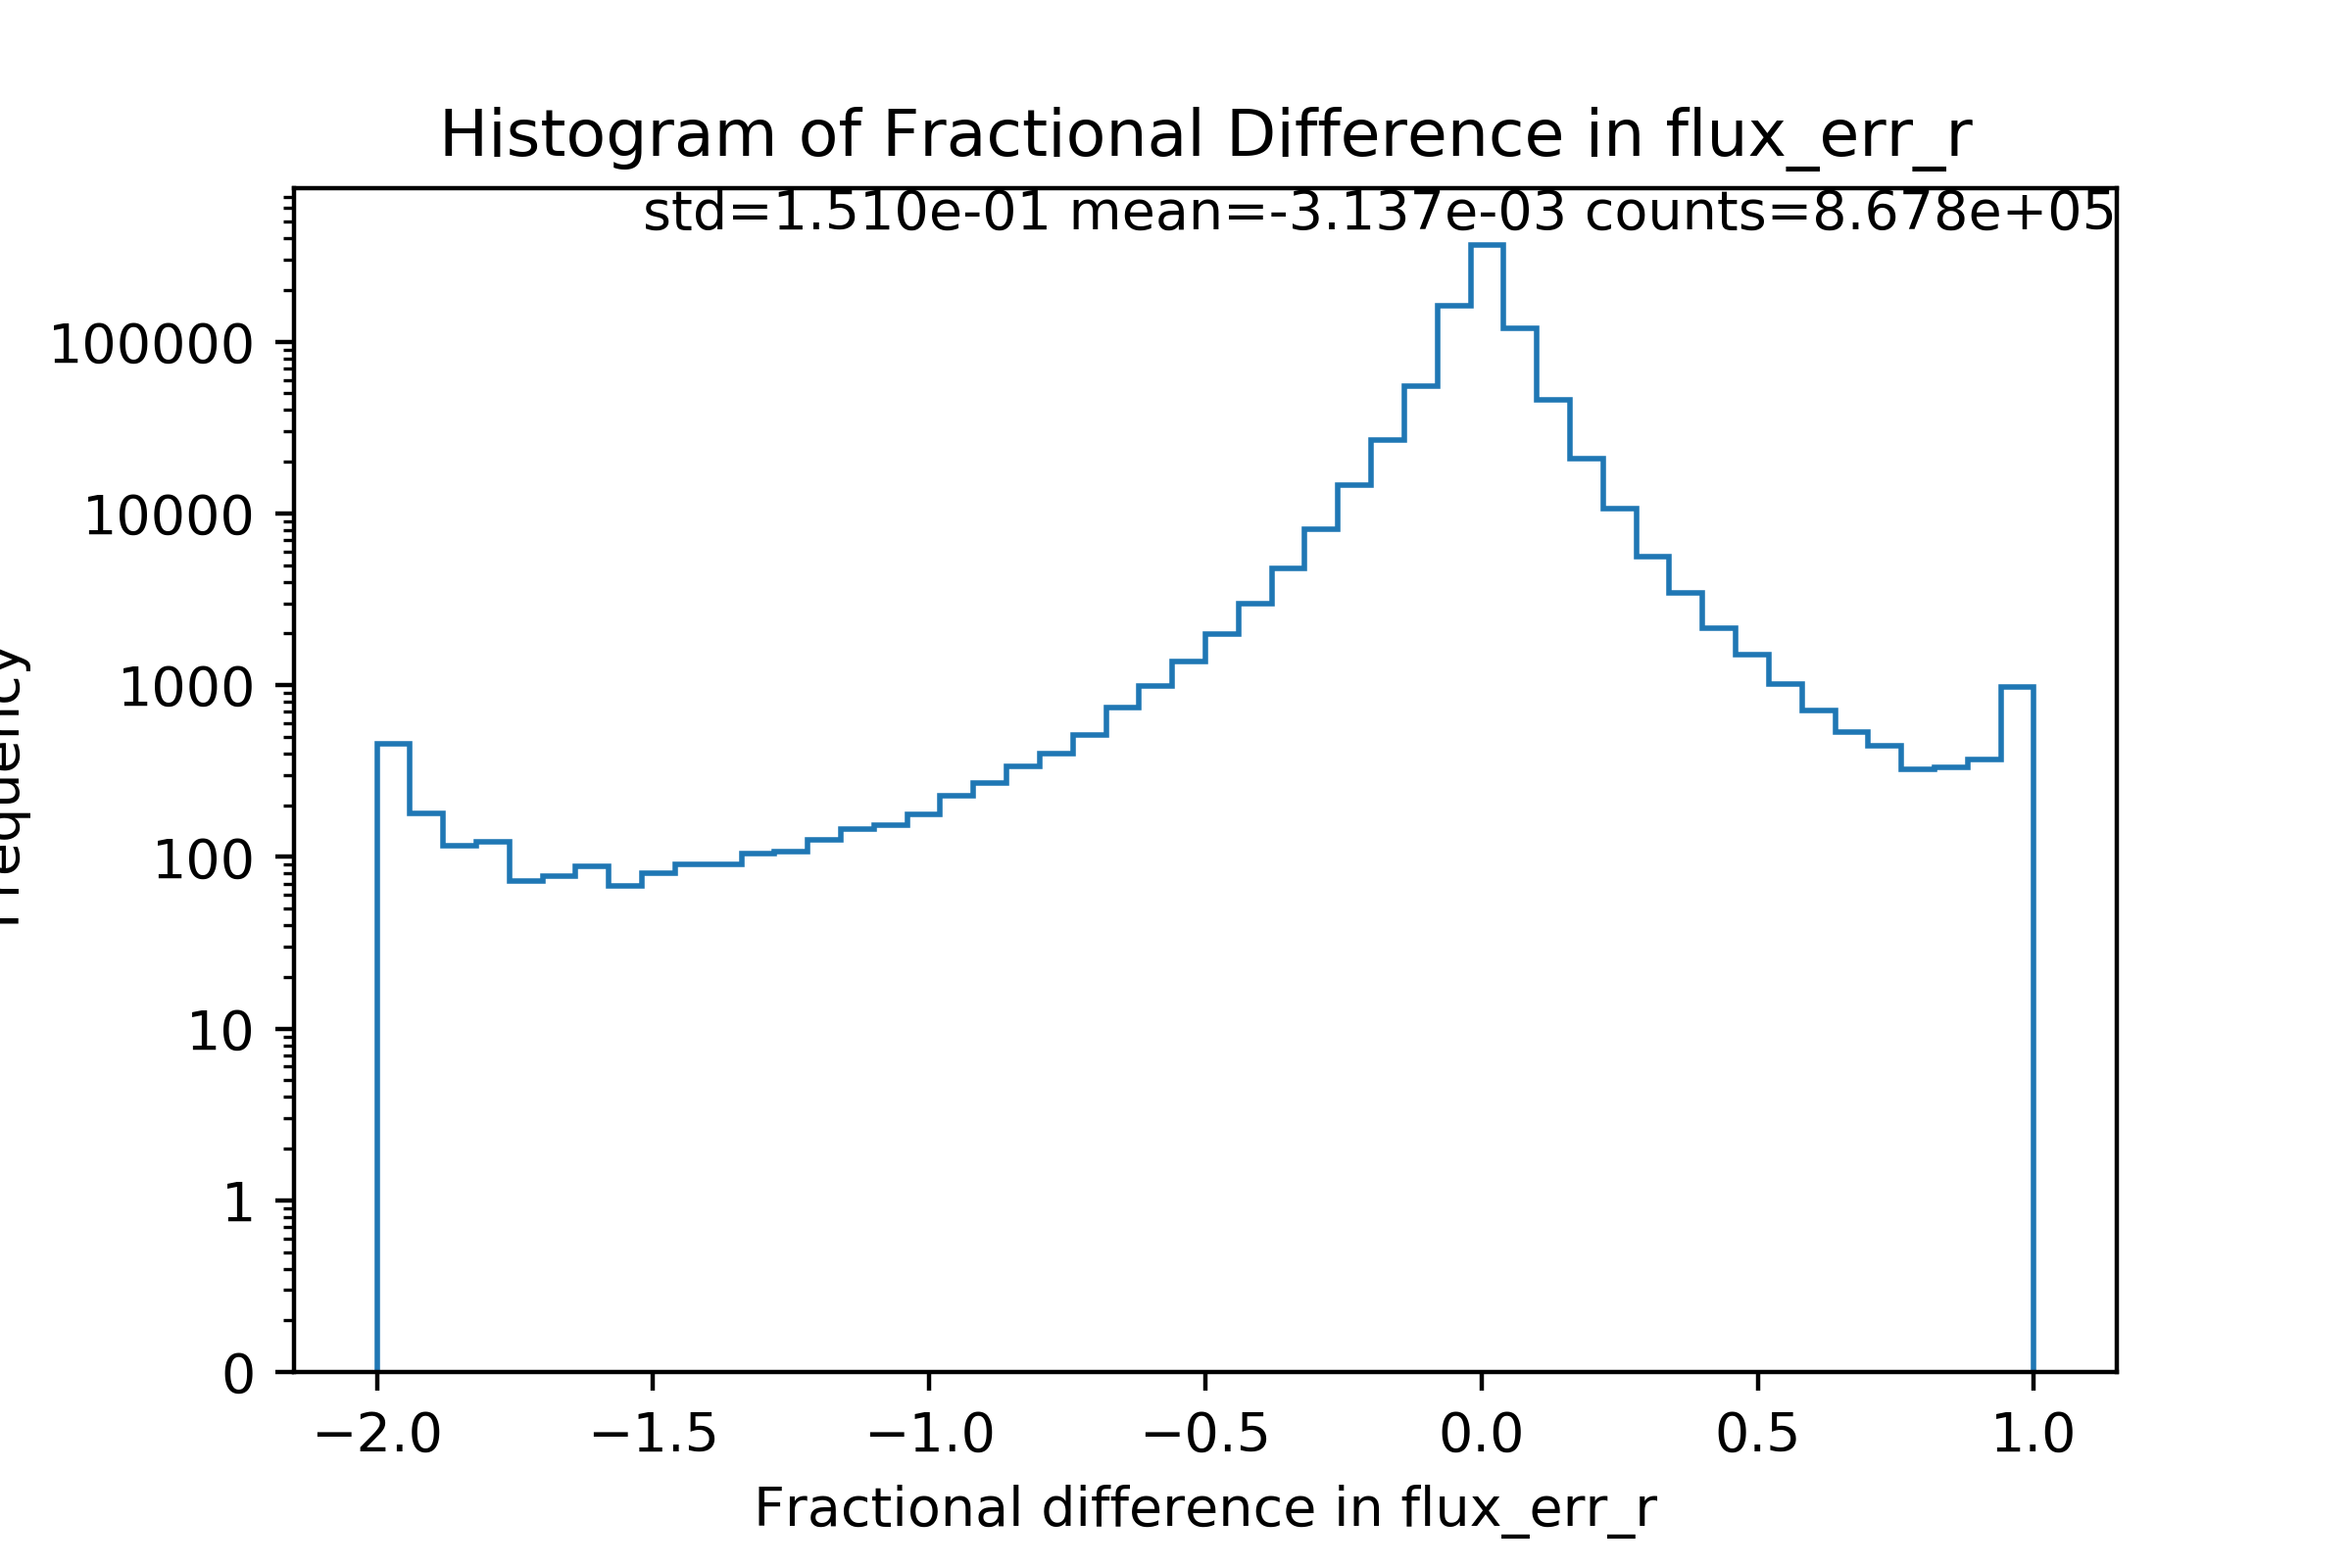 Histogram of Fractional Difference in flux_err_r
std=1.510e-01 mean=-3.137e-03 counts=8.678e+05
100000
10000
1000
100
10
1
0
Frequency
−2.0 −1.5 −1.0 −0.5 0.0 0.5 1.0
Fractional difference in flux_err_r